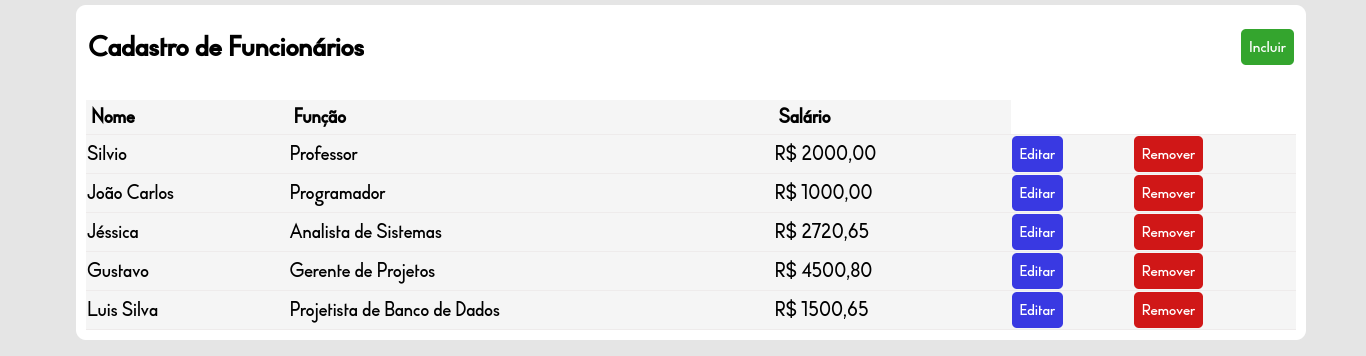 Cadastro de Funcionários Incluir
Nome Função Salário
Silvio Professor R$ 2000,00 Editar Remover
João Carlos Programador R$ 1000,00 Editar Remover
Jéssica Analista de Sistemas R$ 2720,65 Editar Remover
Gustavo Gerente de Projetos R$ 4500,80 Editar Remover
Luis Silva Projetista de Banco de Dados R$ 1500,65 Editar Remover